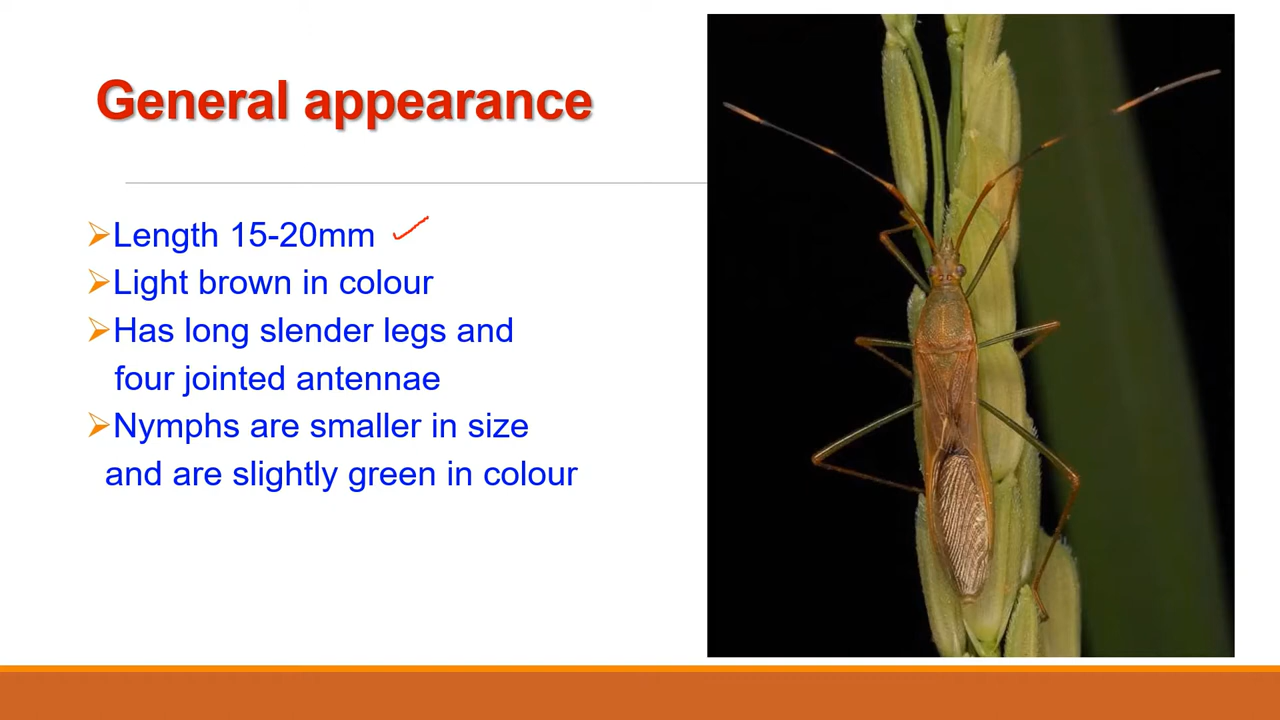 General appearance
Length 15-20mm
Light brown in colour
Has long slender legs and
four jointed antennae
Nymphs are smaller in size
and are slightly green in colour